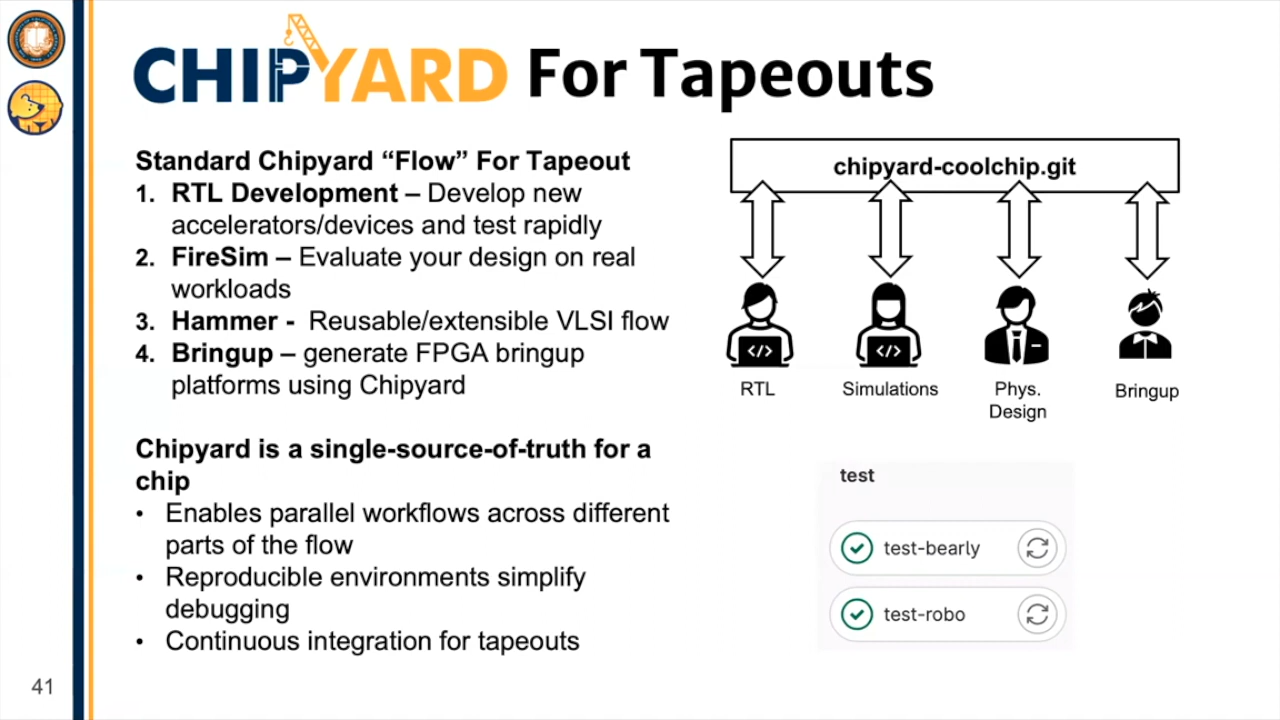 CHIPYARD For Tapeouts
Standard Chipyard “Flow” For Tapeout
1. RTL Development – Develop new
accelerators/devices and test rapidly
2. FireSim – Evaluate your design on real
workloads
3. Hammer - Reusable/extensible VLSI flow
4. Bringup – generate FPGA bringup
platforms using Chipyard
Chipyard is a single-source-of-truth for a
chip
• Enables parallel workflows across different
parts of the flow
• Reproducible environments simplify
debugging
• Continuous integration for tapeouts
chipyard-coolchip.git
</>
</>
RTL
Simulations
Phys.
Design
Bringup
test
test-bearly
test-robo
41